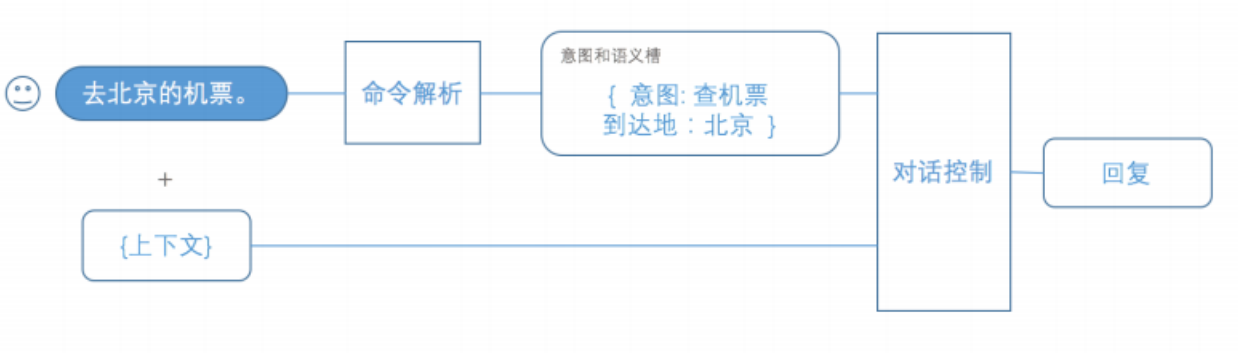 去北京的机票。
命令解析
意图和语义槽
{ 意图: 查机票
到达地：北京 }
对话控制
回复
+
{上下文}